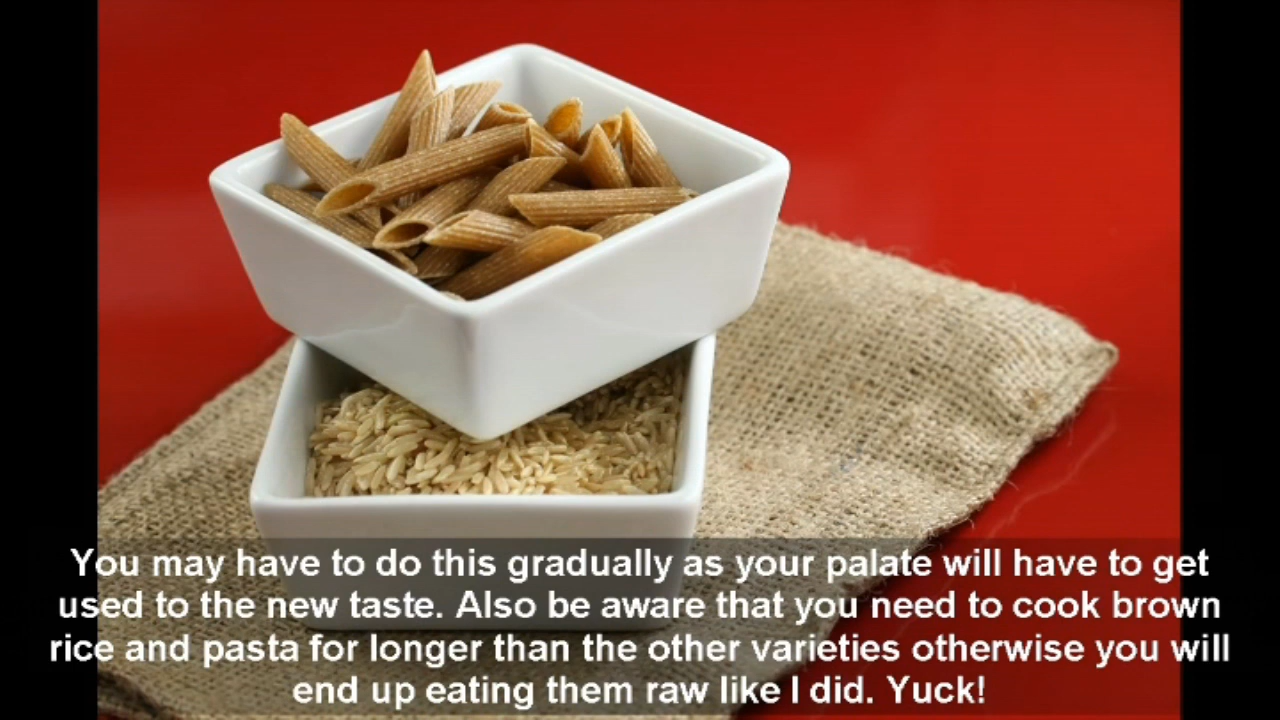 You may have to do this gradually as your palate will have to get
used to the new taste. Also be aware that you need to cook brown
rice and pasta for longer than the other varieties otherwise you will
end up eating them raw like I did. Yuck!